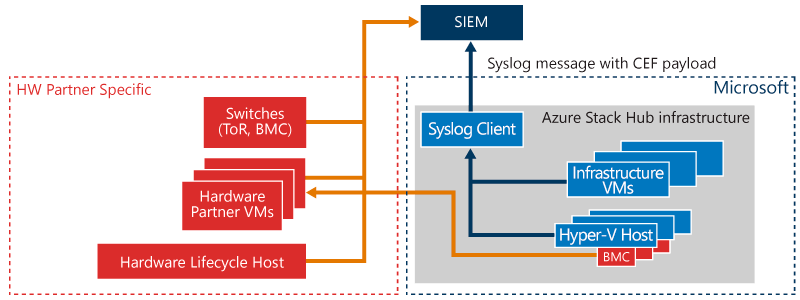 SIEM
Syslog message with CEF payload
HW Partner Specific
Switches
(ToR, BMC)
Hardware
Partner VMs
Hardware Lifecycle Host
Microsoft
Azure Stack Hub infrastructure
Syslog Client
Infrastructure
VMs
Hyper-V Host
BMC